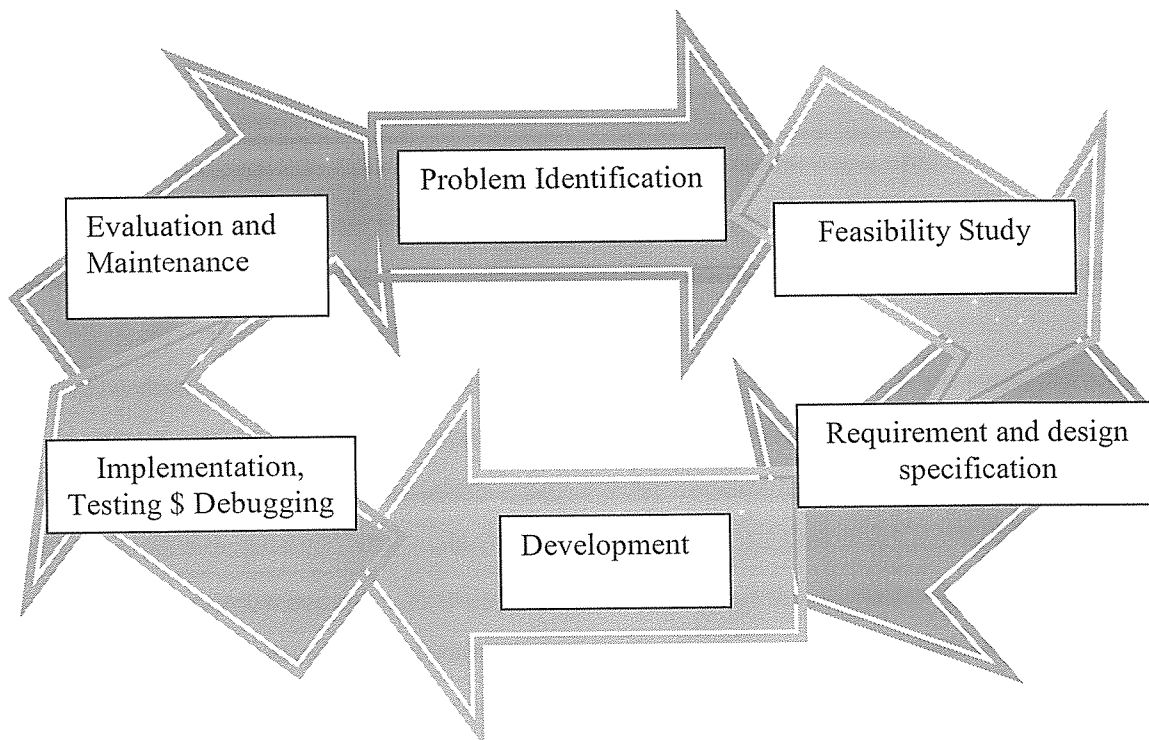 Problem Identification
Feasibility Study
Requirement and design
specification
Development
Implementation,
Testing $ Debugging
Evaluation and
Maintenance